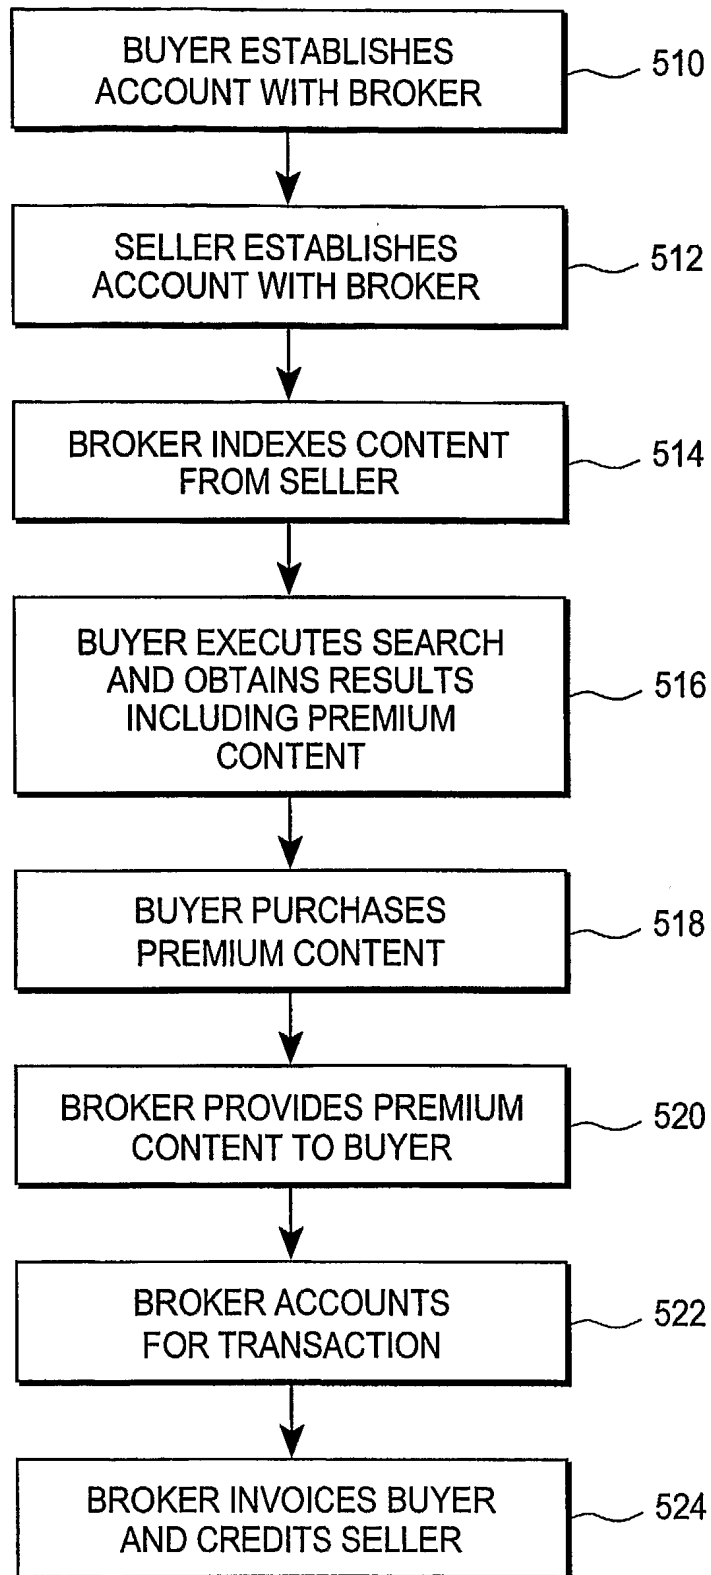 BUYER ESTABLISHES
ACCOUNT WITH BROKER
510
SELLER ESTABLISHES
ACCOUNT WITH BROKER
512
BROKER INDEXES CONTENT
FROM SELLER
514
BUYER EXECUTES SEARCH
AND OBTAINS RESULTS
INCLUDING PREMIUM
CONTENT
516
BUYER PURCHASES
PREMIUM CONTENT
518
BROKER PROVIDES PREMIUM
CONTENT TO BUYER
520
BROKER ACCOUNTS
FOR TRANSACTION
522
BROKER INVOICES BUYER
AND CREDITS SELLER
524